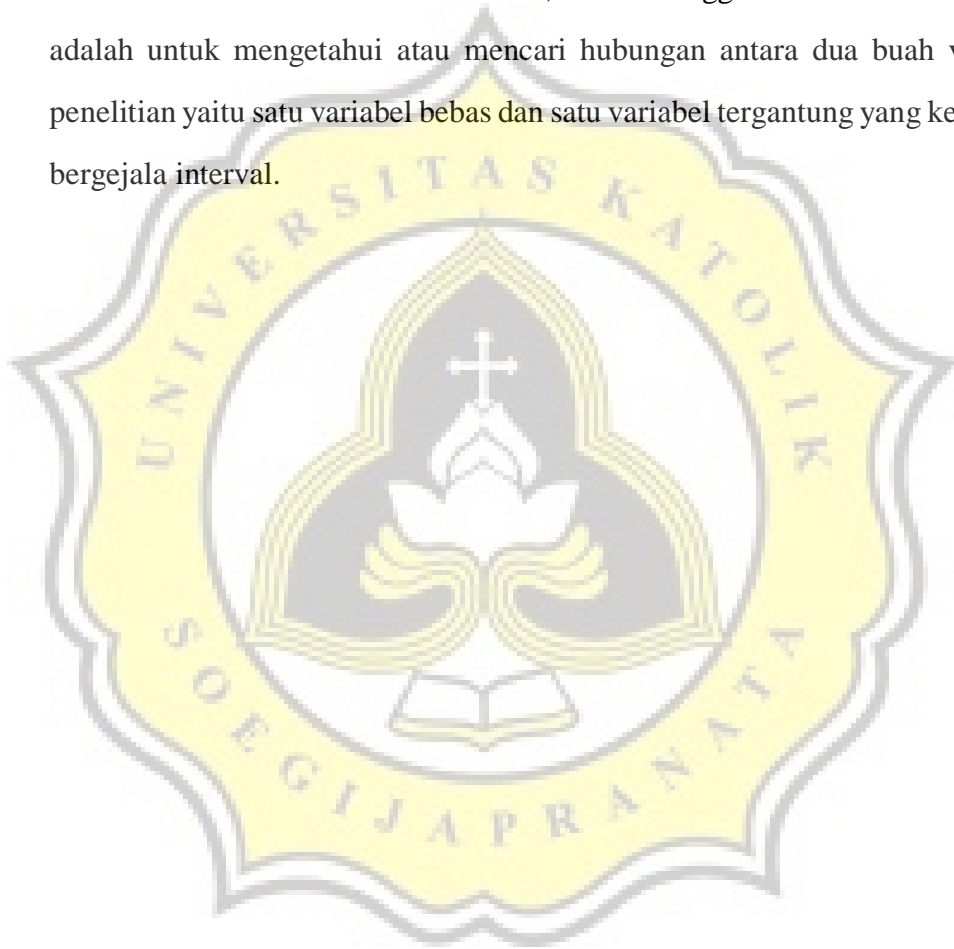 adalah untuk mengetahui atau mencari hubungan antara dua buah
penelitian yaitu satu variabel bebas dan satu variabel tergantung yang
bergejala interval.
UNIVERSITAS KATOLIK
SOEGIJAPRANATA